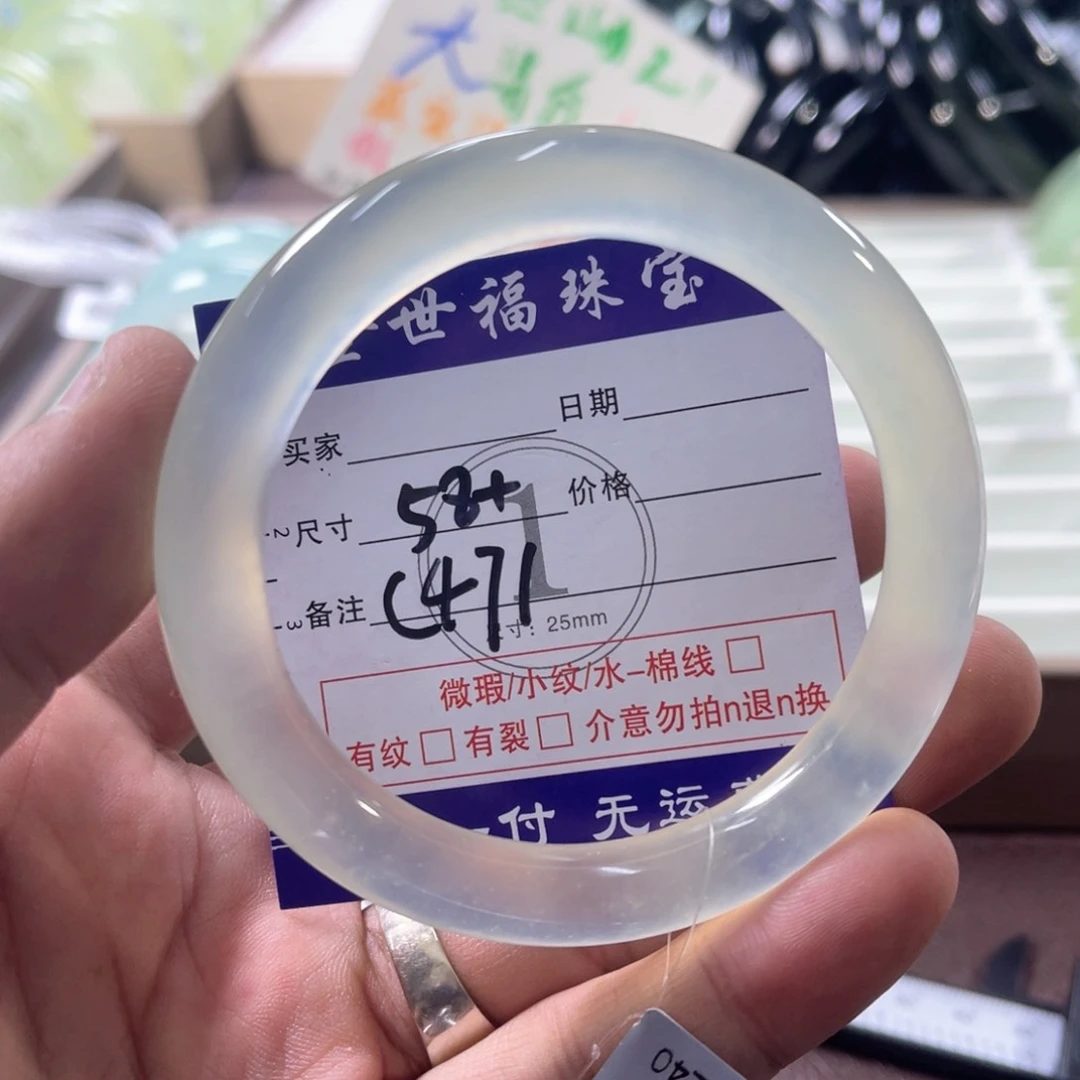 大
世福珠宝
买家 日期
尺寸 58+ 价格
备注 C471
寸：25mm
微瑕/小纹/水-棉线 □
有纹 □ 有裂 □ 介意勿拍n退n换
付 无运